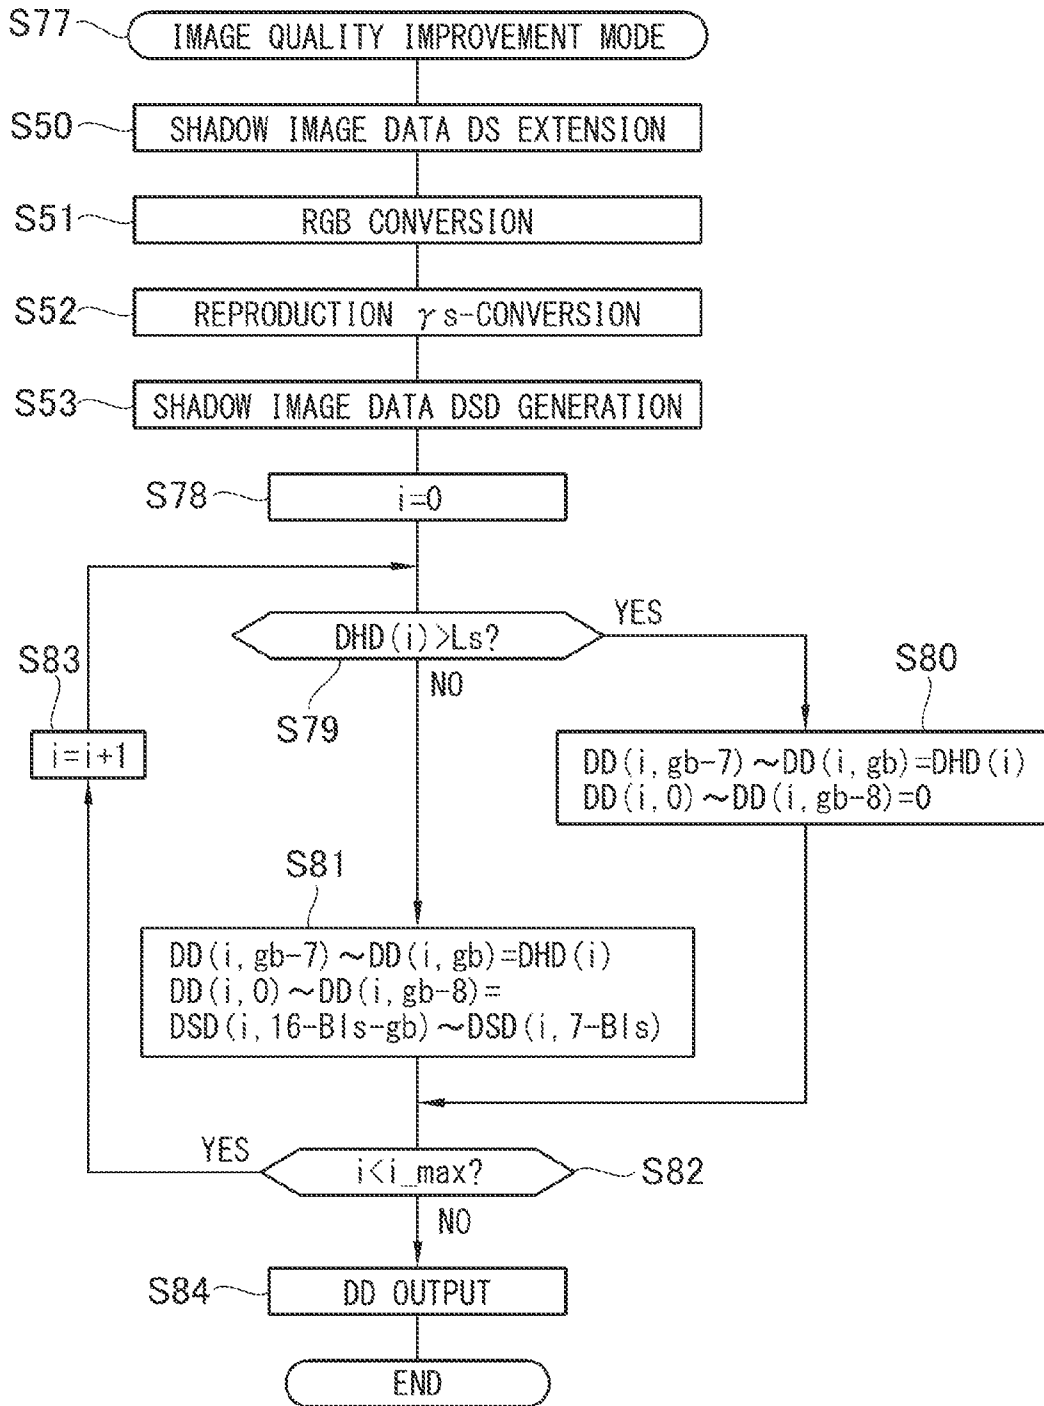 S77
IMAGE QUALITY IMPROVEMENT MODE
S50
SHADOW IMAGE DATA DS EXTENSION
S51
RGB CONVERSION
S52
REPRODUCTION γs-CONVERSION
S53
SHADOW IMAGE DATA DSD GENERATION
S78
i=0
DHD(i)>Ls?
YES
NO
S79
S83
i=i+1
S80
DD(i,gb-7)～DD(i,gb)=DHD(i)
DD(i,0)～DD(i,gb-8)=0
S81
DD(i,gb-7)～DD(i,gb)=DHD(i)
DD(i,0)～DD(i,gb-8)=
DSD(i,16-Bls-gb)～DSD(i,7-Bls)
YES
i<i_max?
S82
NO
S84
DD OUTPUT
END